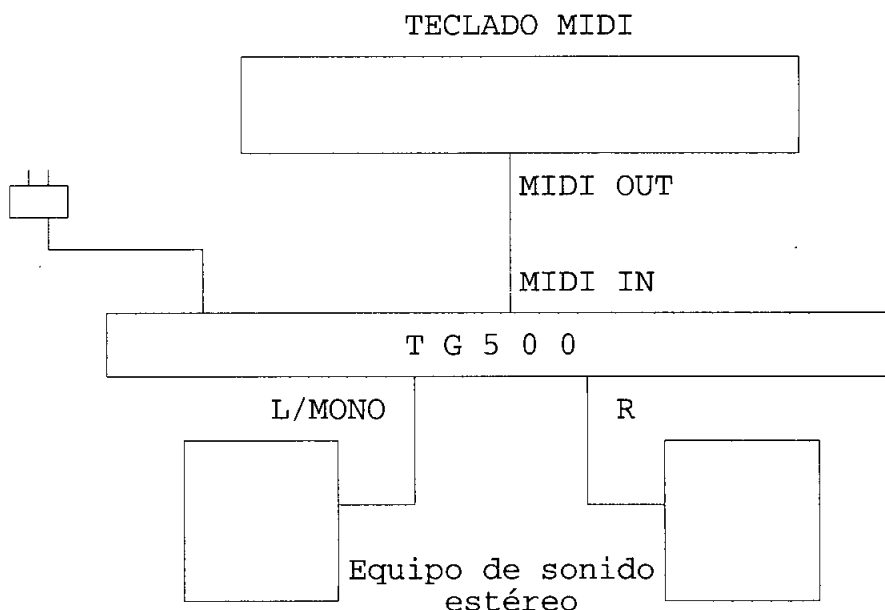 TECLADO MIDI
MIDI OUT
MIDI IN
T G 5 0 0
L/MONO
R
Equipo de sonido
estéreo